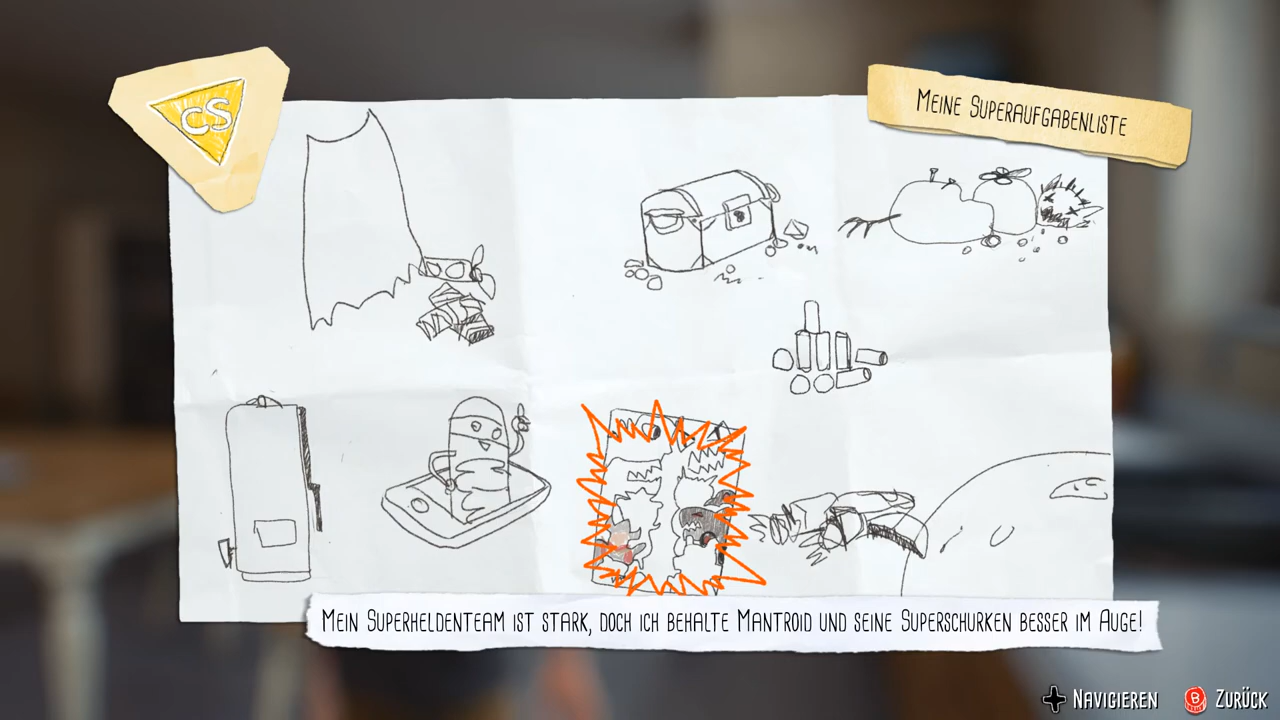 CS
Meine Superaufgabenliste
Mein Superheldenteam ist stark, doch ich behalte Mantroid und seine Superschurken besser im Auge!
Navigieren
B Zurück